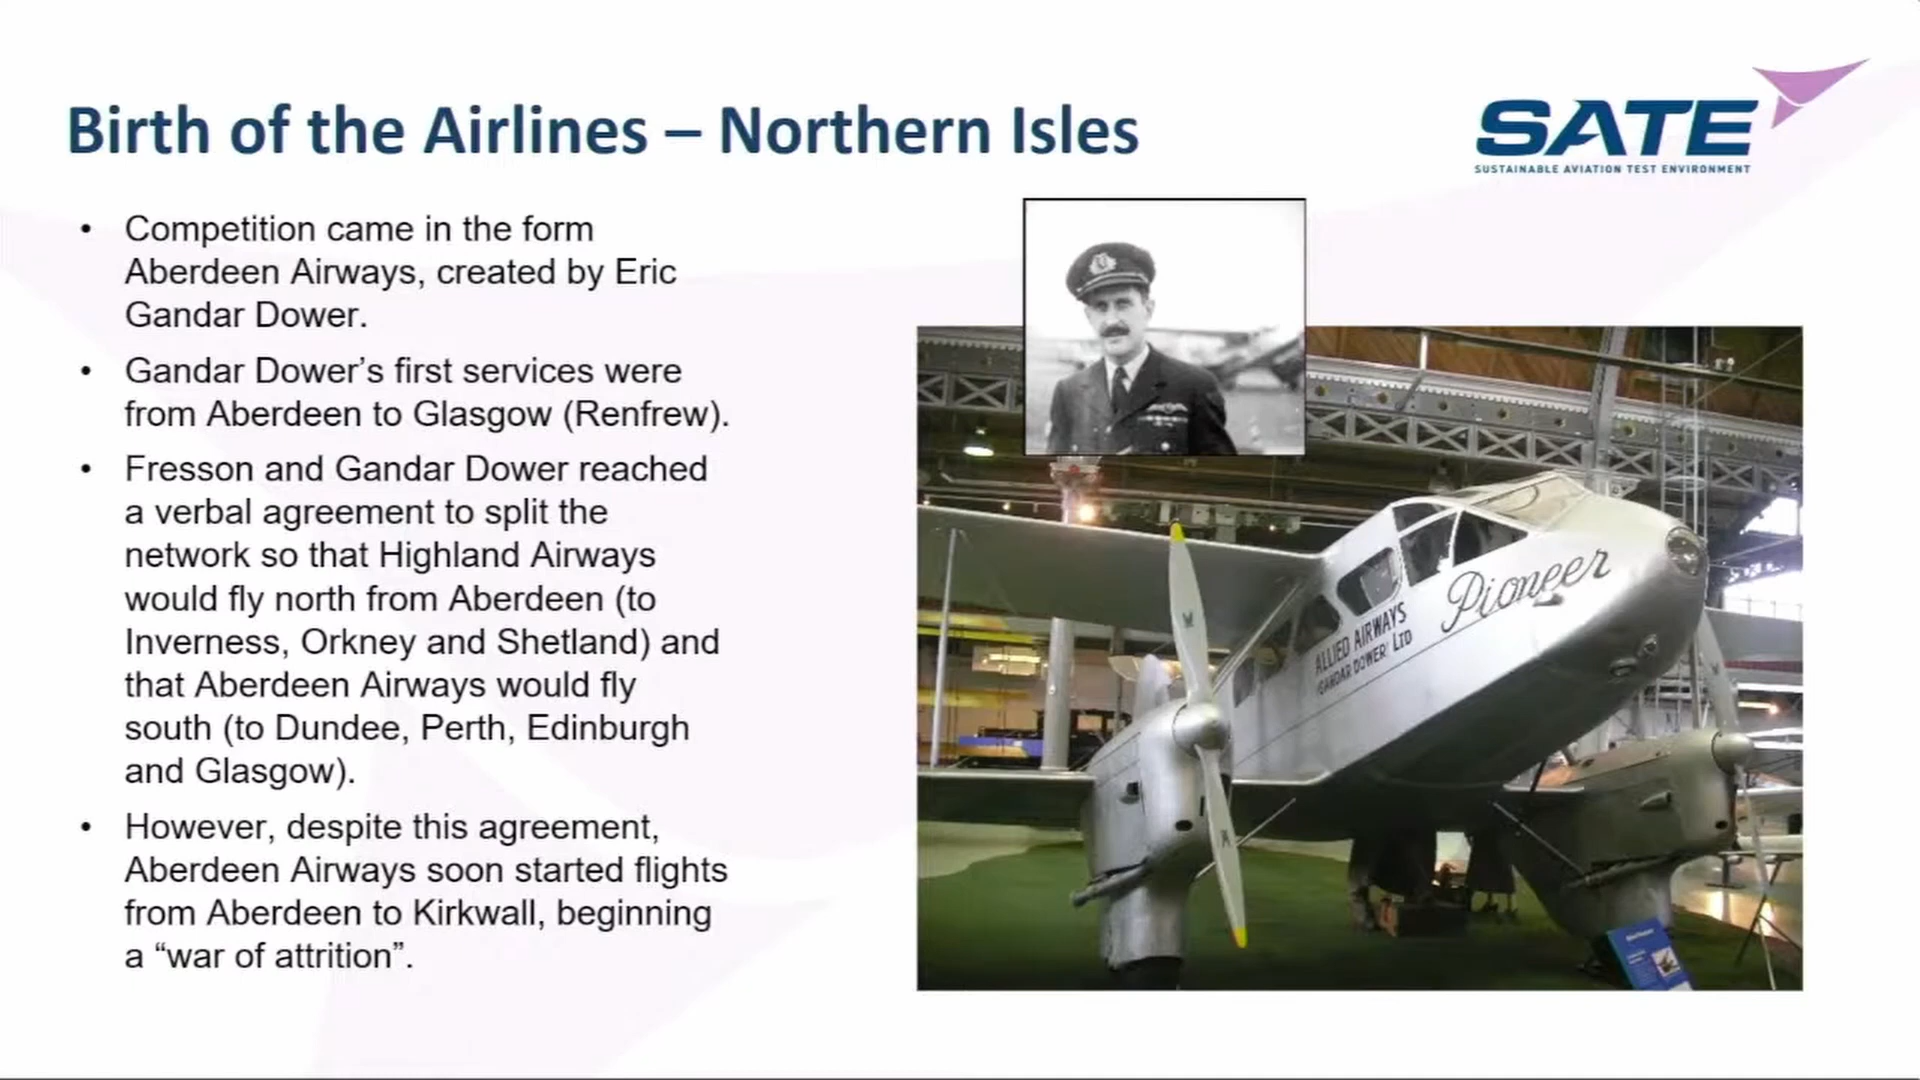 Birth of the Airlines – Northern Isles
SATE
SUSTAINABLE AVIATION TEST ENVIRONMENT
• Competition came in the form
Aberdeen Airways, created by Eric
Gandar Dower.
• Gandar Dower’s first services were
from Aberdeen to Glasgow (Renfrew).
• Fresson and Gandar Dower reached
a verbal agreement to split the
network so that Highland Airways
would fly north from Aberdeen (to
Inverness, Orkney and Shetland) and
that Aberdeen Airways would fly
south (to Dundee, Perth, Edinburgh
and Glasgow).
• However, despite this agreement,
Aberdeen Airways soon started flights
from Aberdeen to Kirkwall, beginning
a “war of attrition”.
Pioneer
ALLIED AIRWAYS
(GANDAR DOWER) LTD